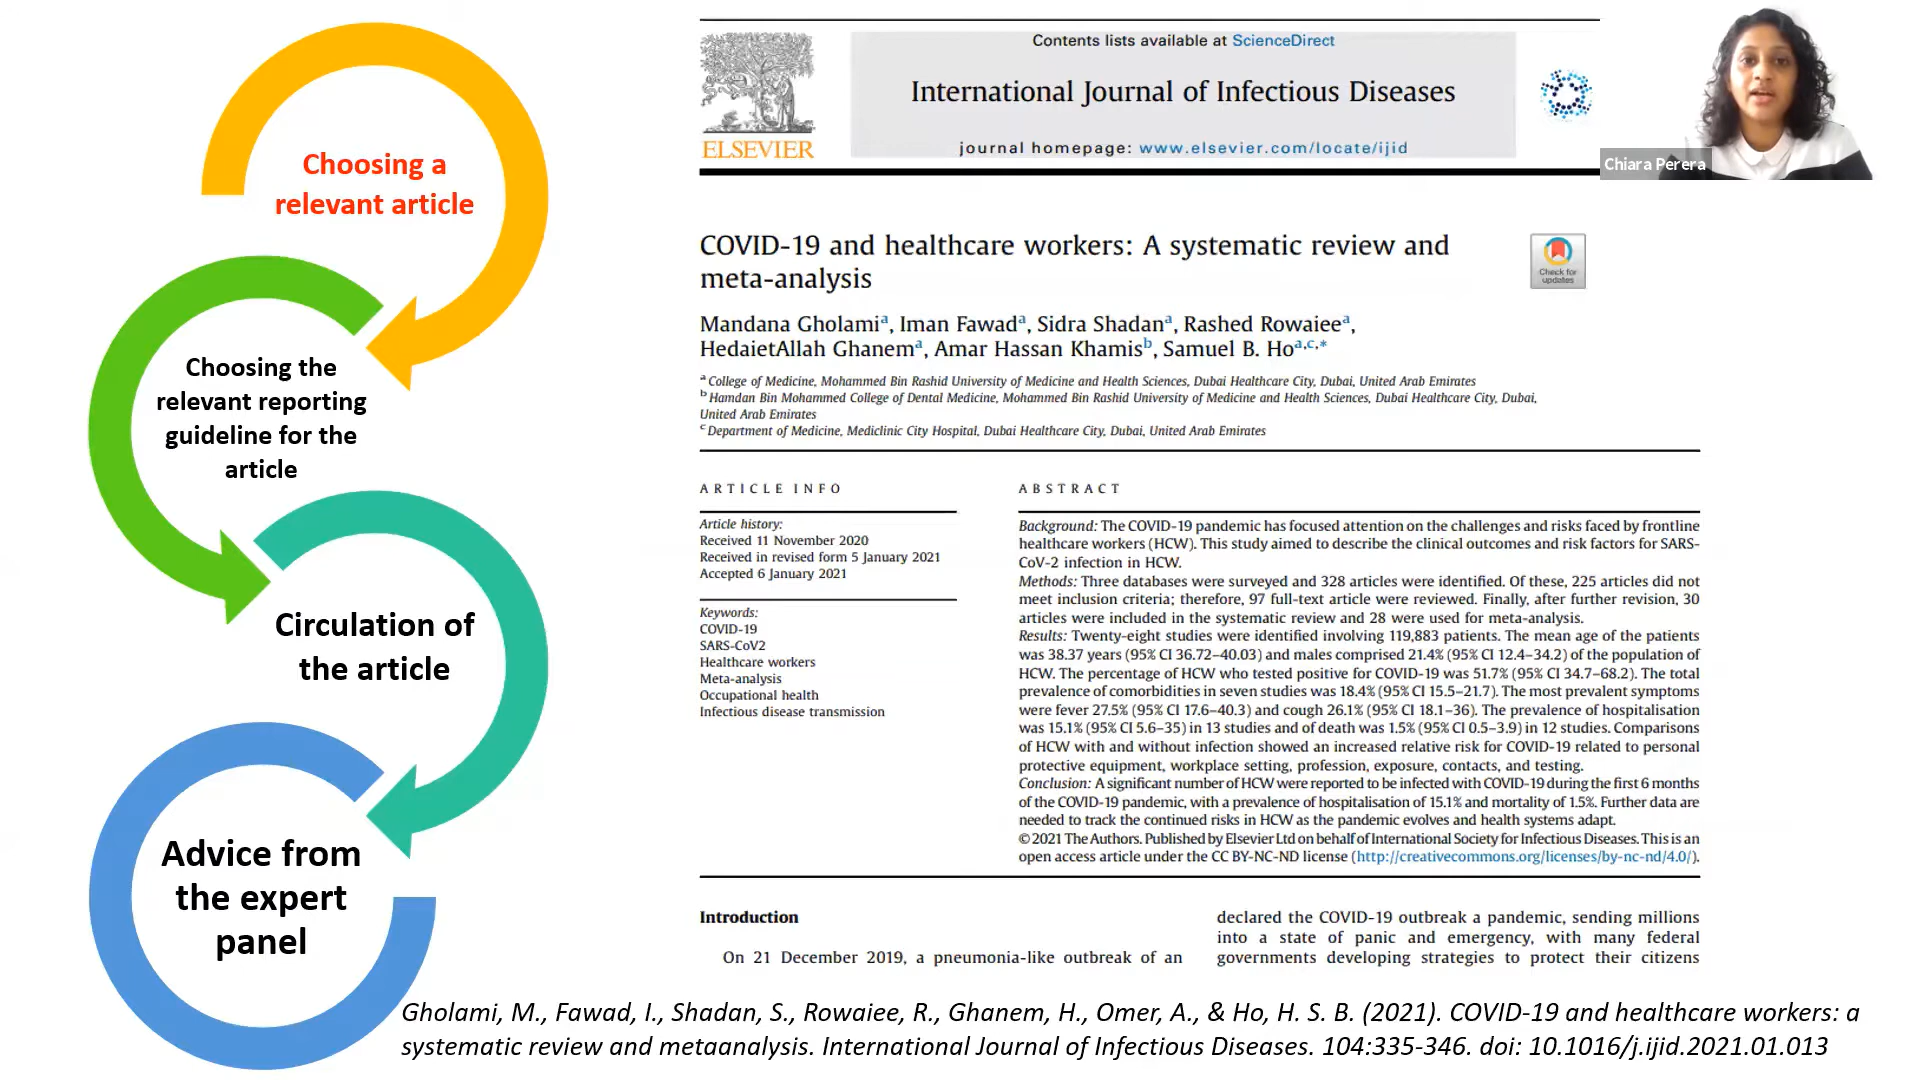 Choosing a
relevant article
Choosing the
relevant reporting
guideline for the
article
Circulation of
the article
Advice from
the expert
panel
Contents lists available at ScienceDirect
International Journal of Infectious Diseases
journal homepage: www.elsevier.com/locate/ijid
ELSEVIER
Chiara Perera
COVID-19 and healthcare workers: A systematic review and
meta-analysis
Check for
updates
Mandana Gholamiᵃ, Iman Fawadᵃ, Sidra Shadanᵃ, Rashed Rowaieeᵃ,
HedaietAllah Ghanemᵃ, Amar Hassan Khamisᵇ, Samuel B. Hoᵃ,ᶜ,*
ᵃ College of Medicine, Mohammed Bin Rashid University of Medicine and Health Sciences, Dubai Healthcare City, Dubai, United Arab Emirates
ᵇ Hamdan Bin Mohammed College of Dental Medicine, Mohammed Bin Rashid University of Medicine and Health Sciences, Dubai Healthcare City, Dubai,
United Arab Emirates
ᶜ Department of Medicine, Mediclinic City Hospital, Dubai Healthcare City, Dubai, United Arab Emirates
ARTICLE INFO
Article history:
Received 11 November 2020
Received in revised form 5 January 2021
Accepted 6 January 2021
Keywords:
COVID-19
SARS-CoV2
Healthcare workers
Meta-analysis
Occupational health
Infectious disease transmission
ABSTRACT
Background: The COVID-19 pandemic has focused attention on the challenges and risks faced by frontline
healthcare workers (HCW). This study aimed to describe the clinical outcomes and risk factors for SARS-
CoV-2 infection in HCW.
Methods: Three databases were surveyed and 328 articles were identified. Of these, 225 articles did not
meet inclusion criteria; therefore, 97 full-text article were reviewed. Finally, after further revision, 30
articles were included in the systematic review and 28 were used for meta-analysis.
Results: Twenty-eight studies were identified involving 119,883 patients. The mean age of the patients
was 38.37 years (95% CI 36.72–40.03) and males comprised 21.4% (95% CI 12.4–34.2) of the population of
HCW. The percentage of HCW who tested positive for COVID-19 was 51.7% (95% CI 34.7–68.2). The total
prevalence of comorbidities in seven studies was 18.4% (95% CI 15.5–21.7). The most prevalent symptoms
were fever 27.5% (95% CI 17.6–40.3) and cough 26.1% (95% CI 18.1–36). The prevalence of hospitalisation
was 15.1% (95% CI 5.6–35) in 13 studies and of death was 1.5% (95% CI 0.5–3.9) in 12 studies. Comparisons
of HCW with and without infection showed an increased relative risk for COVID-19 related to personal
protective equipment, workplace setting, profession, exposure, contacts, and testing.
Conclusion: A significant number of HCW were reported to be infected with COVID-19 during the first 6 months
of the COVID-19 pandemic, with a prevalence of hospitalisation of 15.1% and mortality of 1.5%. Further data are
needed to track the continued risks in HCW as the pandemic evolves and health systems adapt.
© 2021 The Authors. Published by Elsevier Ltd on behalf of International Society for Infectious Diseases. This is an
open access article under the CC BY-NC-ND license (http://creativecommons.org/licenses/by-nc-nd/4.0/).
Introduction
On 21 December 2019, a pneumonia-like outbreak of an
declared the COVID-19 outbreak a pandemic, sending millions
into a state of panic and emergency, with many federal
governments developing strategies to protect their citizens
Gholami, M., Fawad, I., Shadan, S., Rowaiee, R., Ghanem, H., Omer, A., & Ho, H. S. B. (2021). COVID-19 and healthcare workers: a
systematic review and metaanalysis. International Journal of Infectious Diseases. 104:335-346. doi: 10.1016/j.ijid.2021.01.013